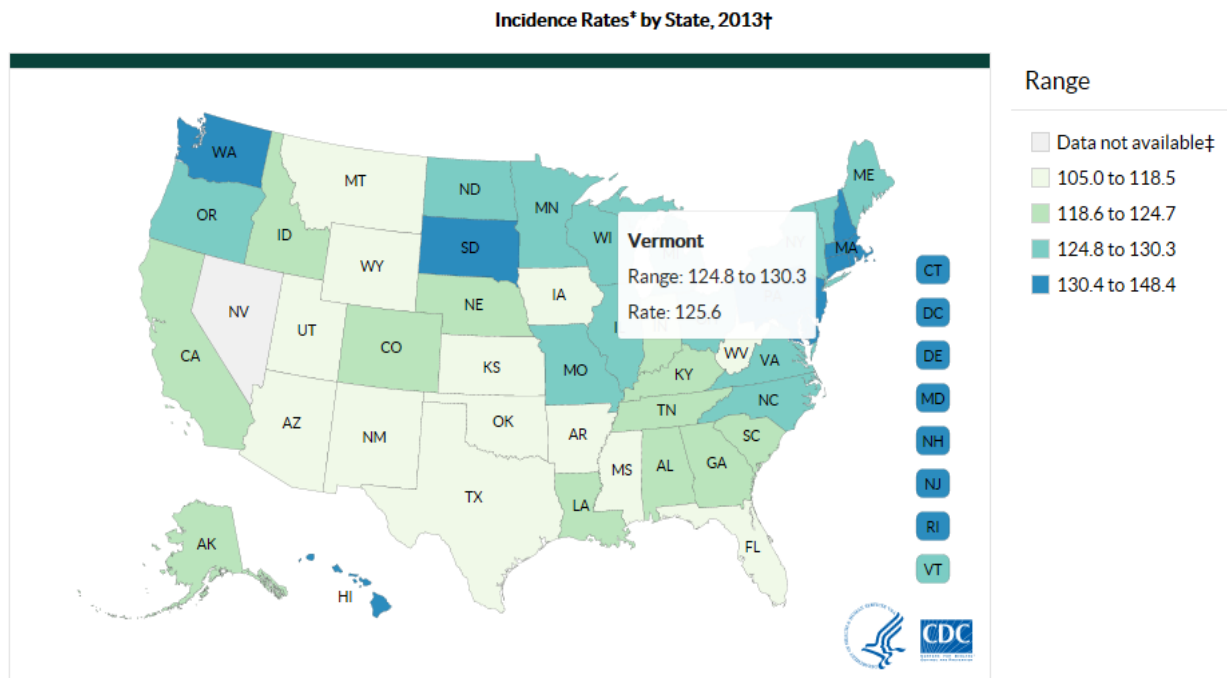 Incidence Rates* by State, 2013†
Range
Data not available‡
105.0 to 118.5
118.6 to 124.7
124.8 to 130.3
130.4 to 148.4
WA
MT
ND
MN
ME
OR
ID
SD
WI
Vermont
Range: 124.8 to 130.3
Rate: 125.6
NY
MA
WY
IA
NE
NV
UT
CO
CA
KS
MO
IN
WV
VA
KY
NC
TN
AZ
NM
OK
AR
SC
MS
AL
GA
TX
LA
FL
AK
HI
CT
DC
DE
MD
NH
NJ
RI
VT
CDC